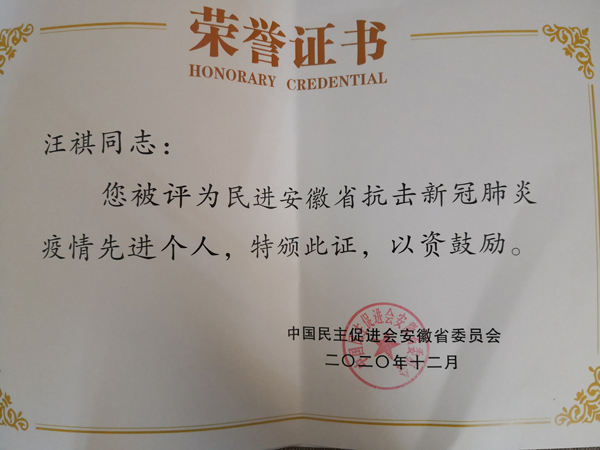 荣誉证书
HONORARY CREDENTIAL
汪祺同志：
您被评为民进安徽省抗击新冠肺炎
疫情先进个人，特颁此证，以资鼓励。
中国民主促进会安徽省委员会
二〇二〇年十二月